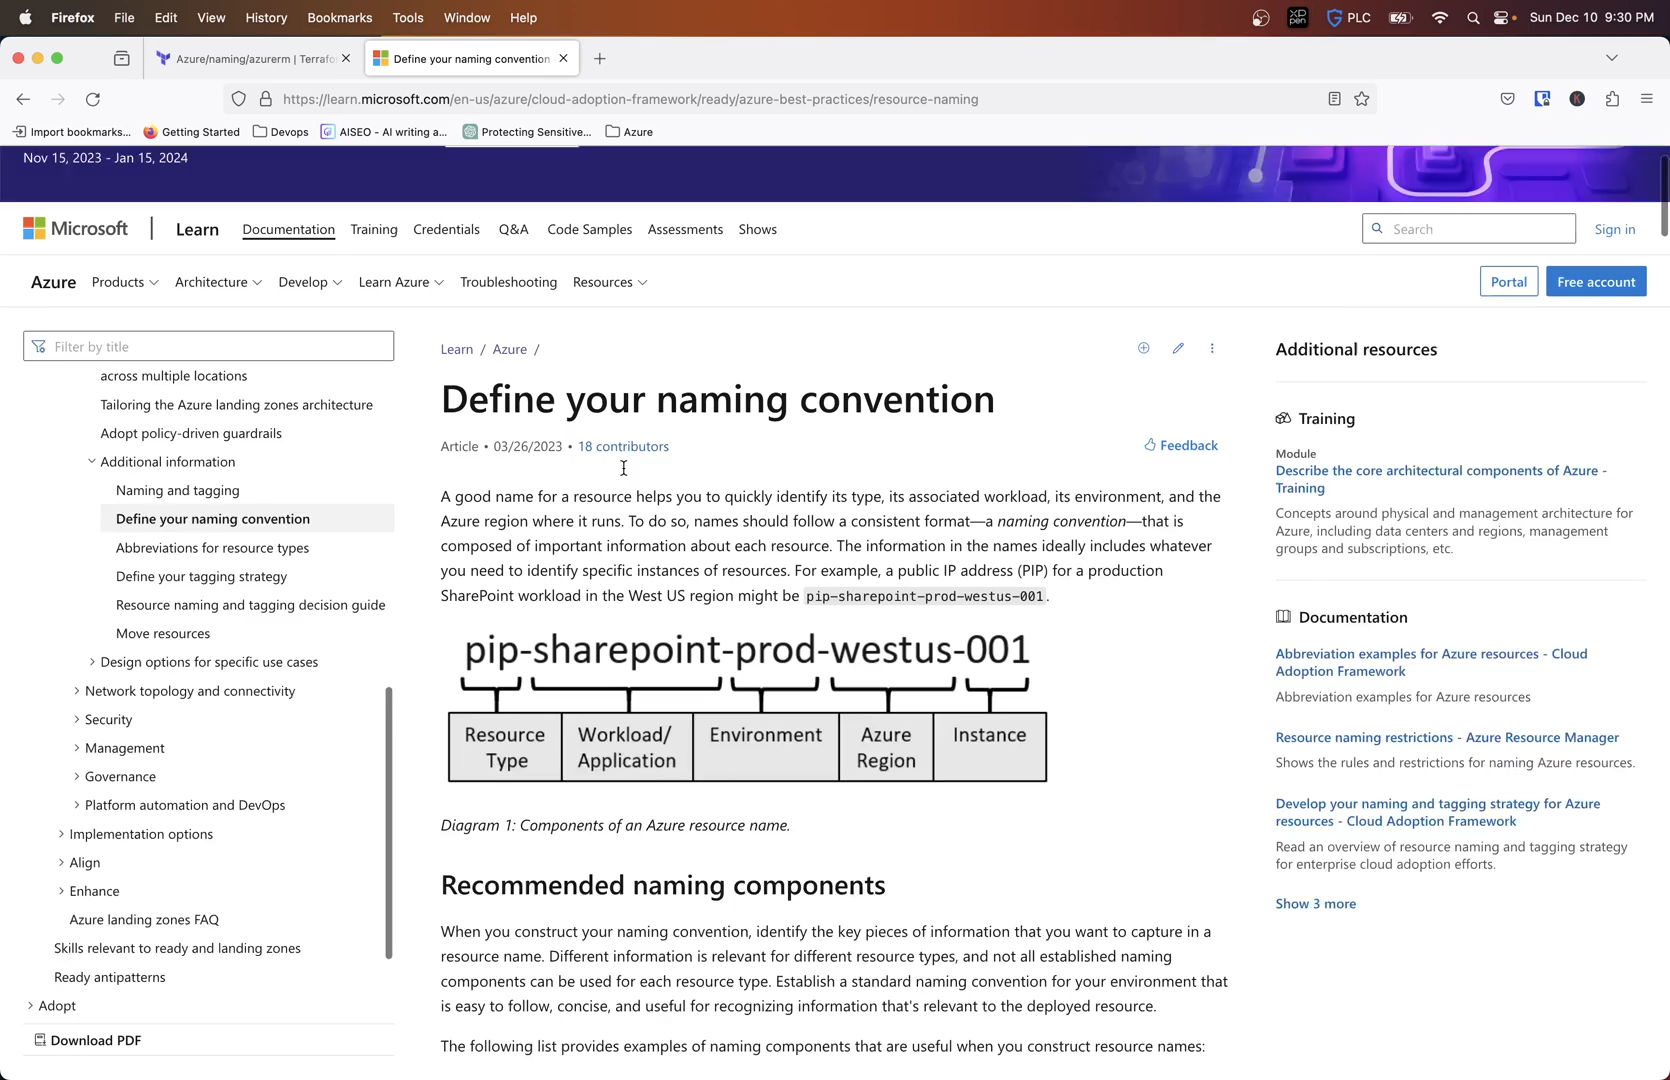 Firefox File Edit View History Bookmarks Tools Window Help
XP PEN PLC Sun Dec 10 9:30 PM
Azure/naming/azurerm | Terrafo Define your naming convention
https://learn.microsoft.com/en-us/azure/cloud-adoption-framework/ready/azure-best-practices/resource-naming
Import bookmarks... Getting Started Devops AISEO - AI writing a... Protecting Sensitive... Azure
Nov 15, 2023 - Jan 15, 2024
Microsoft Learn Documentation Training Credentials Q&A Code Samples Assessments Shows Search Sign in
Azure Products Architecture Develop Learn Azure Troubleshooting Resources Portal Free account
Filter by title
across multiple locations
Tailoring the Azure landing zones architecture
Adopt policy-driven guardrails
Additional information
Naming and tagging
Define your naming convention
Abbreviations for resource types
Define your tagging strategy
Resource naming and tagging decision guide
Move resources
Design options for specific use cases
Network topology and connectivity
Security
Management
Governance
Platform automation and DevOps
Implementation options
Align
Enhance
Azure landing zones FAQ
Skills relevant to ready and landing zones
Ready antipatterns
Adopt
Download PDF
Learn / Azure /
Define your naming convention
Article • 03/26/2023 • 18 contributors
Feedback
A good name for a resource helps you to quickly identify its type, its associated workload, its environment, and the
Azure region where it runs. To do so, names should follow a consistent format—a naming convention—that is
composed of important information about each resource. The information in the names ideally includes whatever
you need to identify specific instances of resources. For example, a public IP address (PIP) for a production
SharePoint workload in the West US region might be pip-sharepoint-prod-westus-001.
pip-sharepoint-prod-westus-001
Resource Type
Workload/ Application
Environment
Azure Region
Instance
Diagram 1: Components of an Azure resource name.
Recommended naming components
When you construct your naming convention, identify the key pieces of information that you want to capture in a
resource name. Different information is relevant for different resource types, and not all established naming
components can be used for each resource type. Establish a standard naming convention for your environment that
is easy to follow, concise, and useful for recognizing information that's relevant to the deployed resource.
The following list provides examples of naming components that are useful when you construct resource names:
Additional resources
Training
Module
Describe the core architectural components of Azure -
Training
Concepts around physical and management architecture for
Azure, including data centers and regions, management
groups and subscriptions, etc.
Documentation
Abbreviation examples for Azure resources - Cloud
Adoption Framework
Abbreviation examples for Azure resources
Resource naming restrictions - Azure Resource Manager
Shows the rules and restrictions for naming Azure resources.
Develop your naming and tagging strategy for Azure
resources - Cloud Adoption Framework
Read an overview of resource naming and tagging strategy
for enterprise cloud adoption efforts.
Show 3 more